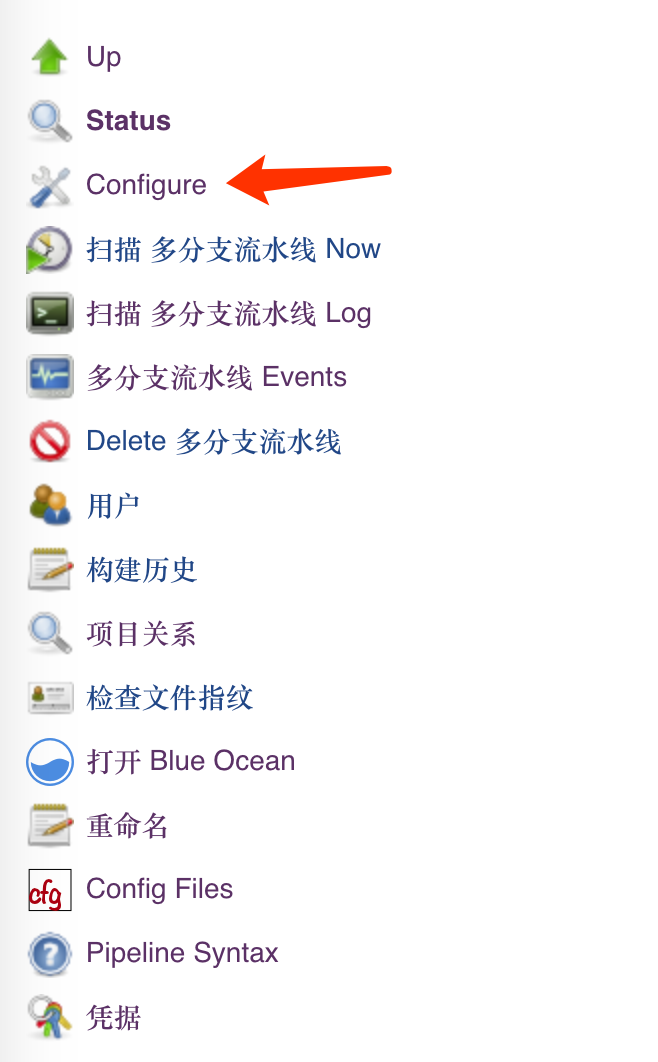 Up
Status
Configure
扫描 多分支流水线 Now
扫描 多分支流水线 Log
多分支流水线 Events
Delete 多分支流水线
用户
构建历史
项目关系
检查文件指纹
打开 Blue Ocean
重命名
cfg Config Files
Pipeline Syntax
凭据